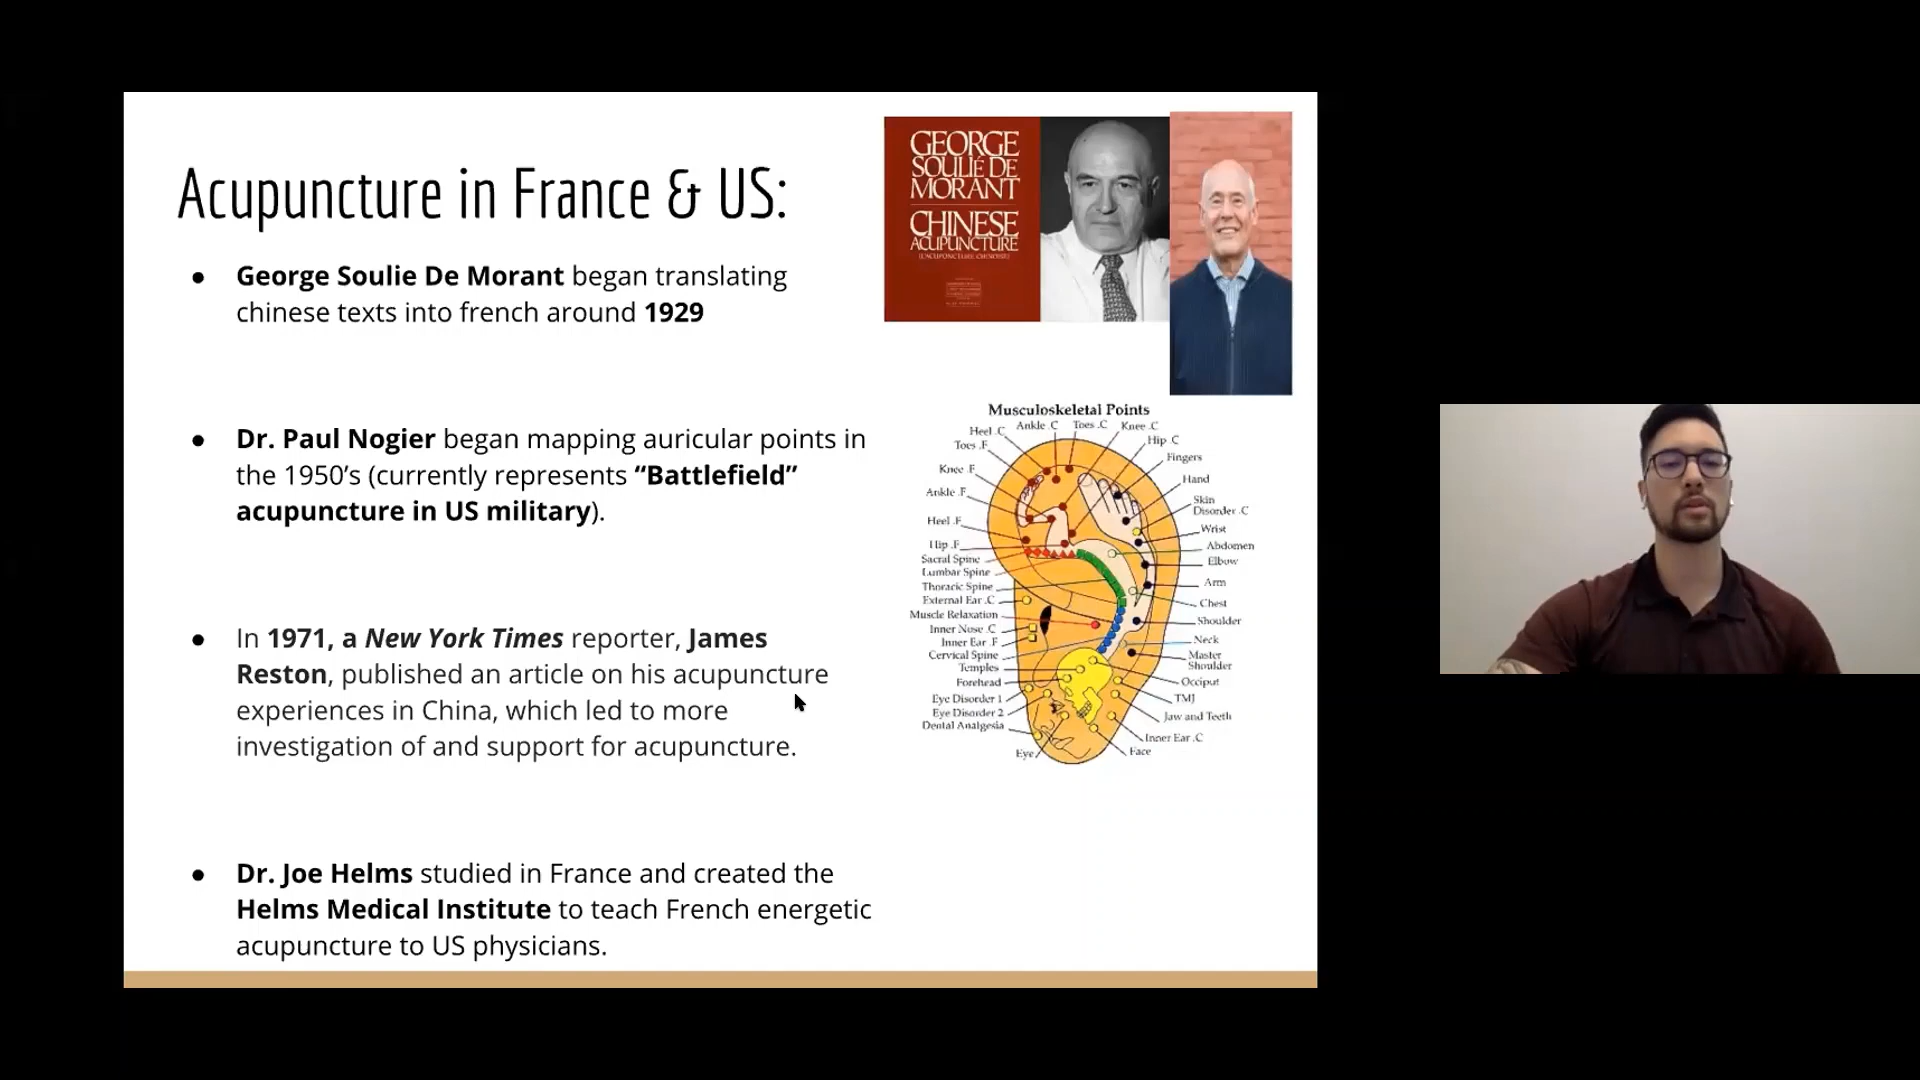 Acupuncture in France & US:
● George Soulie De Morant began translating
chinese texts into french around 1929
● Dr. Paul Nogier began mapping auricular points in
the 1950’s (currently represents “Battlefield”
acupuncture in US military).
● In 1971, a New York Times reporter, James
Reston, published an article on his acupuncture
experiences in China, which led to more
investigation of and support for acupuncture.
● Dr. Joe Helms studied in France and created the
Helms Medical Institute to teach French energetic
acupuncture to US physicians.
GEORGE
SOULIÉ DE
MORANT
CHINESE
ACUPUNCTURE
(L'ACUPUNCTURE CHINOISE)
Musculoskeletal Points
Heel .C
Ankle .C
Toes .C
Knee .C
Toes .F
Hip .C
Knee .F
Fingers
Ankle .F
Hand
Skin
Disorder .C
Heel .F
Wrist
Hip .F
Abdomen
Sacral Spine
Elbow
Lumbar Spine
Arm
Thoracic Spine
External Ear .C
Chest
Muscle Relaxation
Shoulder
Inner Nose .C
Inner Ear .F
Neck
Cervical Spine
Master
Shoulder
Temples
Forehead
Occiput
Eye Disorder 1
TMJ
Eye Disorder 2
Jaw and Teeth
Dental Analgesia
Inner Ear .C
Eye
Face